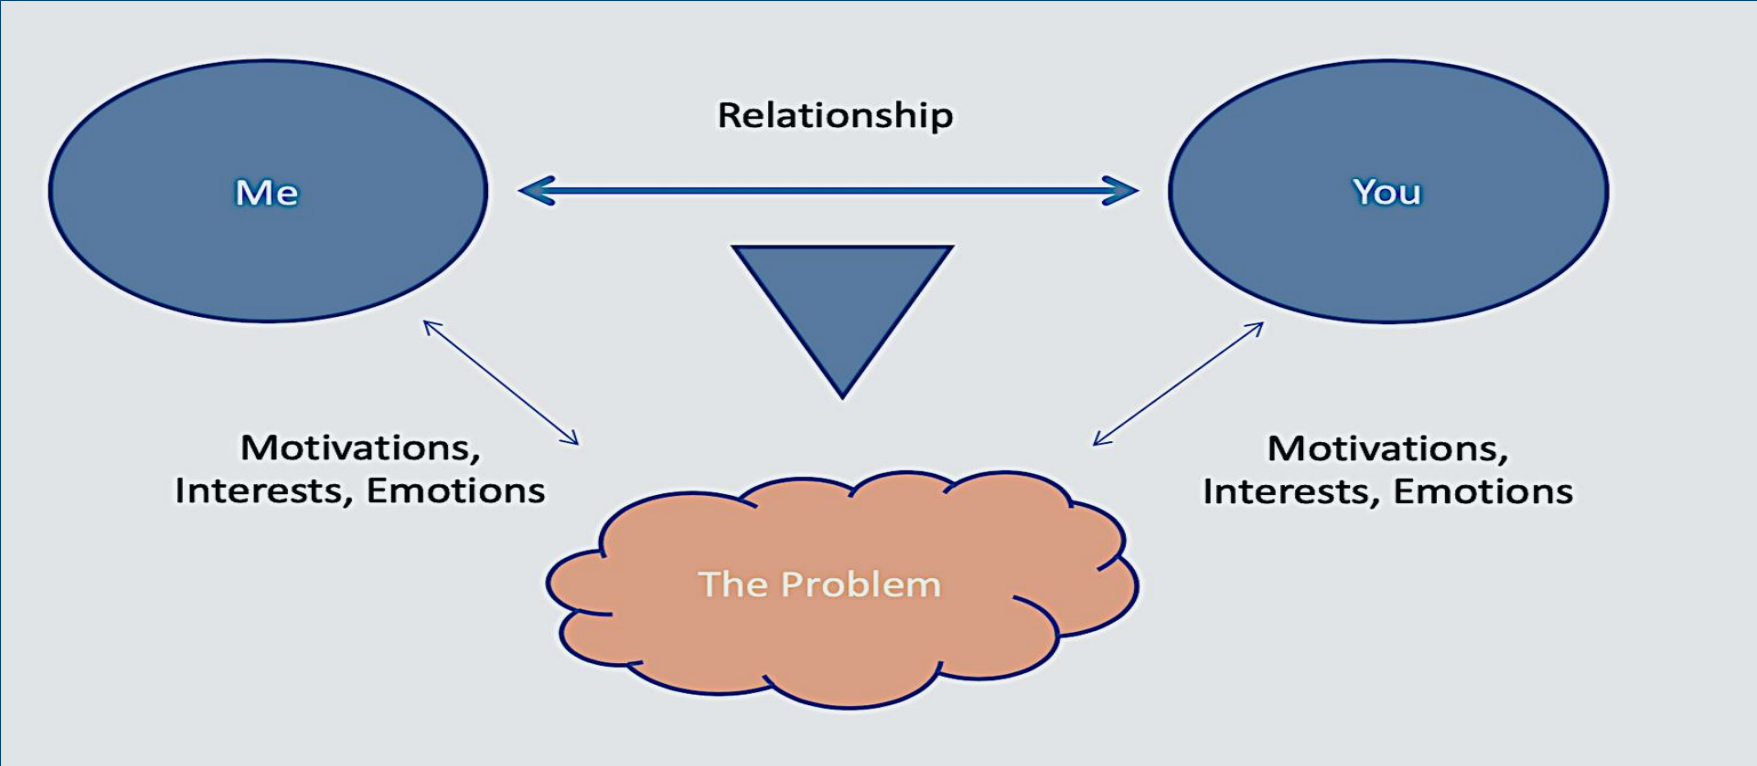 Relationship
Me
You
Motivations,
Interests, Emotions
Motivations,
Interests, Emotions
The Problem